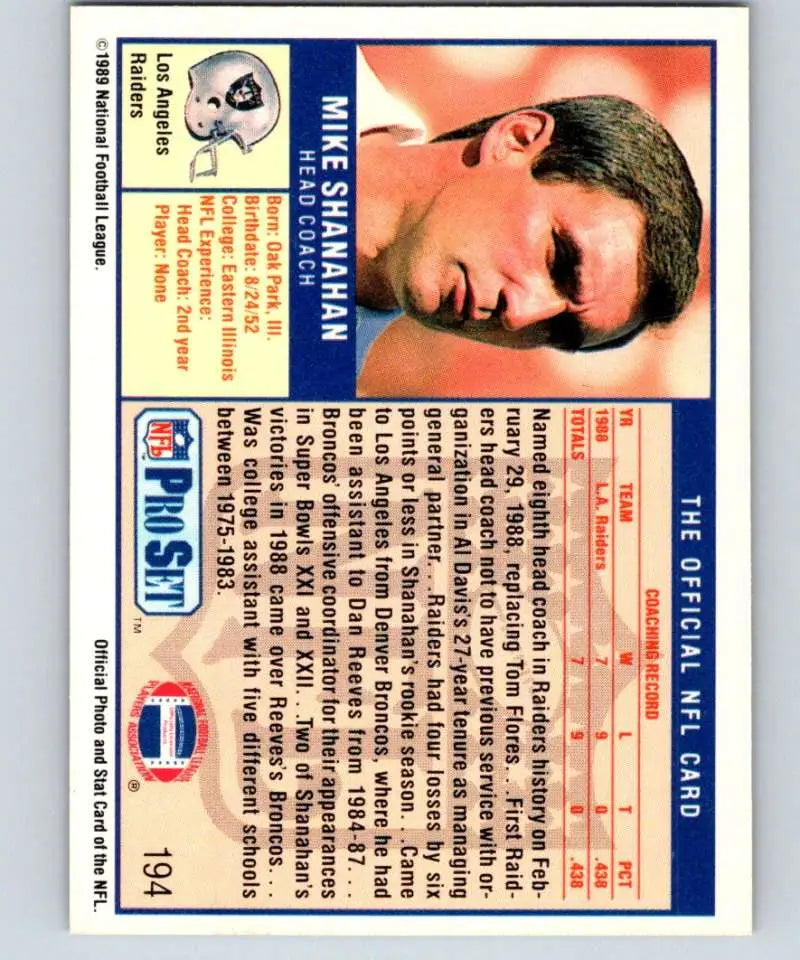 THE OFFICIAL NFL CARD
MIKE SHANAHAN
HEAD COACH
Los Angeles
Raiders
Born: Oak Park, Ill.
Birthdate: 8/24/52
College: Eastern Illinois
NFL Experience:
Head Coach: 2nd year
Player: None
COACHING RECORD
YR TEAM W L T PCT
1988 L.A. Raiders 7 9 0 .438
TOTALS 7 9 0 .438
Named eighth head coach in Raiders history on Feb-
ruary 29, 1988, replacing Tom Flores. . .First Raid-
ers head coach not to have previous service with or-
ganization in Al Davis's 27-year tenure as managing
general partner. . .Raiders had four losses by six
points or less in Shanahan's rookie season. . .Came
to Los Angeles from Denver Broncos, where he had
been assistant to Dan Reeves from 1984-87. . .
Broncos' offensive coordinator for their appearances
in Super Bowls XXI and XXII. . .Two of Shanahan's
victories in 1988 came over Reeves's Broncos. . .
Was college assistant with five different schools
between 1975-1983.
NFL PRO SET ™
NATIONAL FOOTBALL LEAGUE
PLAYERS ASSOCIATION ®
194
©1989 National Football League.
Official Photo and Stat Card of the NFL.